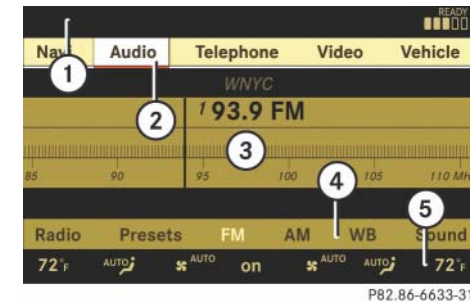 READY
Navi Audio Telephone Video Vehicle
1
WNYC
2
1 93.9 FM
3
85 90 95 100 105 110 MH
4
Radio Presets FM AM WB Sound
5
72°F AUTO AUTO on AUTO AUTO 72°F
P82.86-6633-31